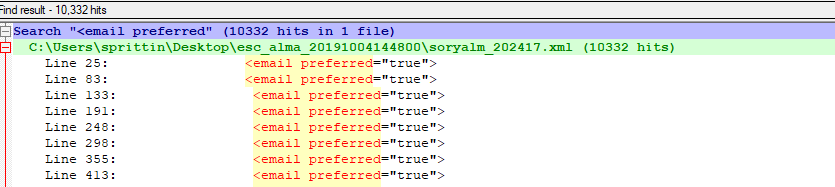 Find result - 10,332 hits
Search "<email preferred" (10332 hits in 1 file)
C:\Users\sprittin\Desktop\esc_alma_20191004144800\soryalm_202417.xml (10332 hits)
Line 25: <email preferred="true">
Line 83: <email preferred="true">
Line 133: <email preferred="true">
Line 191: <email preferred="true">
Line 248: <email preferred="true">
Line 298: <email preferred="true">
Line 355: <email preferred="true">
Line 413: <email preferred="true">